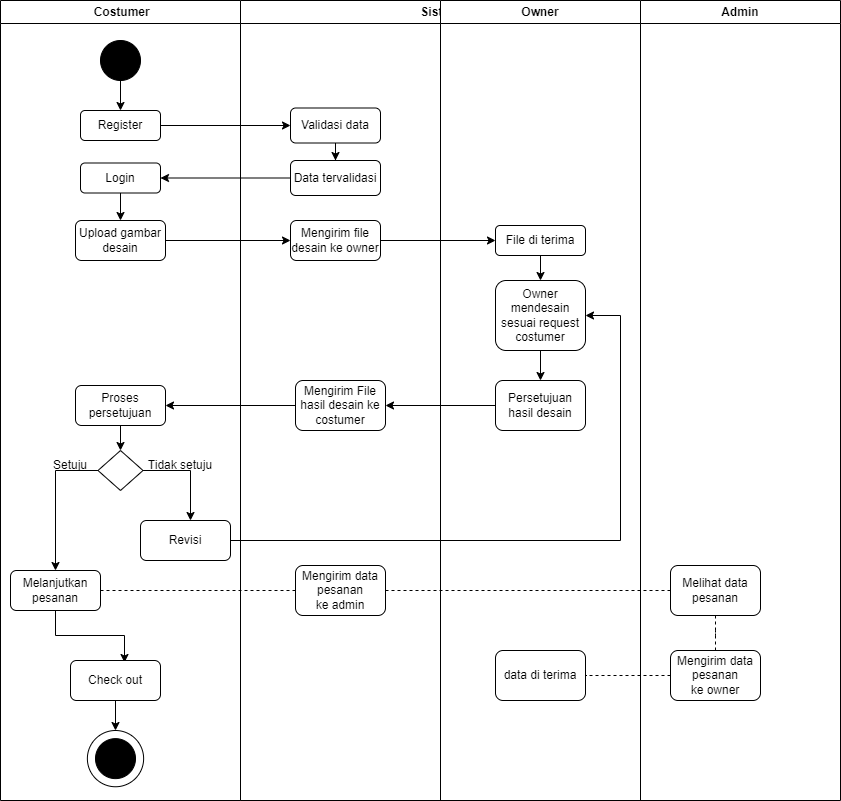 Costumer
Sist
Owner
Admin
Register
Validasi data
Login
Data tervalidasi
Upload gambar
desain
Mengirim file
desain ke owner
File di terima
Owner
mendesain
sesuai request
costumer
Proses
persetujuan
Mengirim File
hasil desain ke
costumer
Persetujuan
hasil desain
Setuju
Tidak setuju
Revisi
Melanjutkan
pesanan
Mengirim data
pesanan
ke admin
Melihat data
pesanan
Check out
data di terima
Mengirim data
pesanan
ke owner